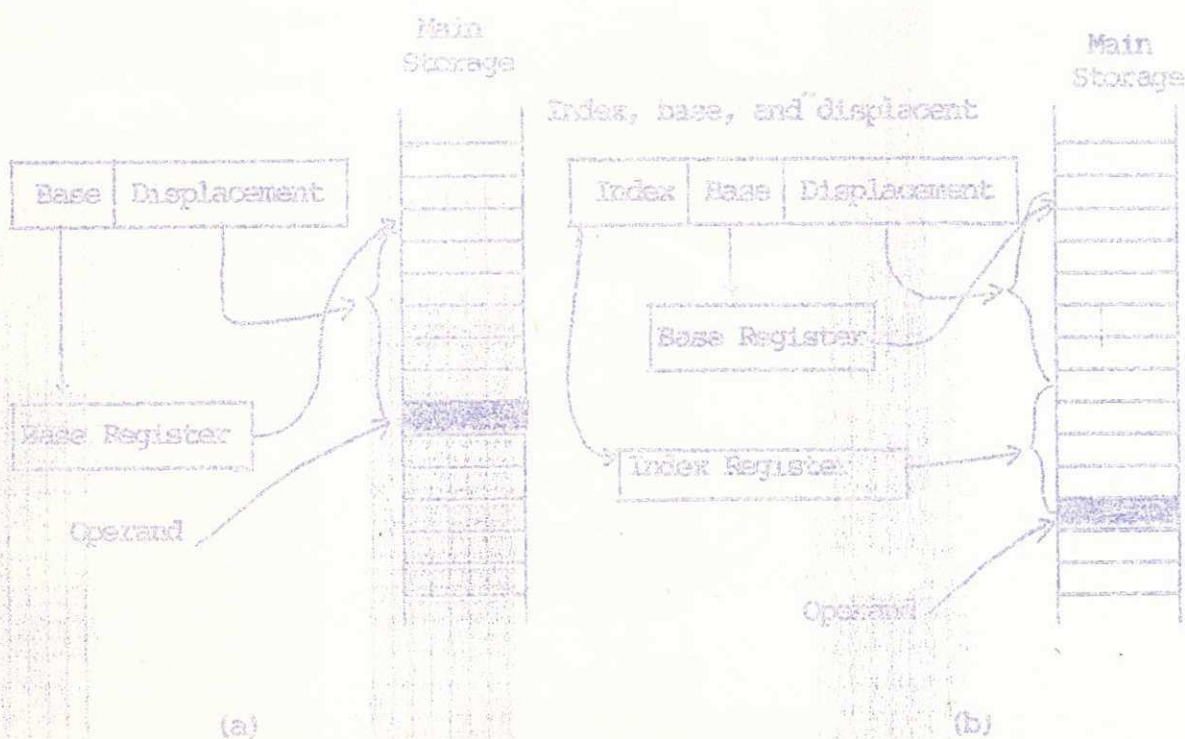 Main
Storage
Base Displacement
Base Register
Operand
(a)
Main
Storage
Index, base, and displacent
Index Base Displacement
Base Register
Index Register
Operand
(b)